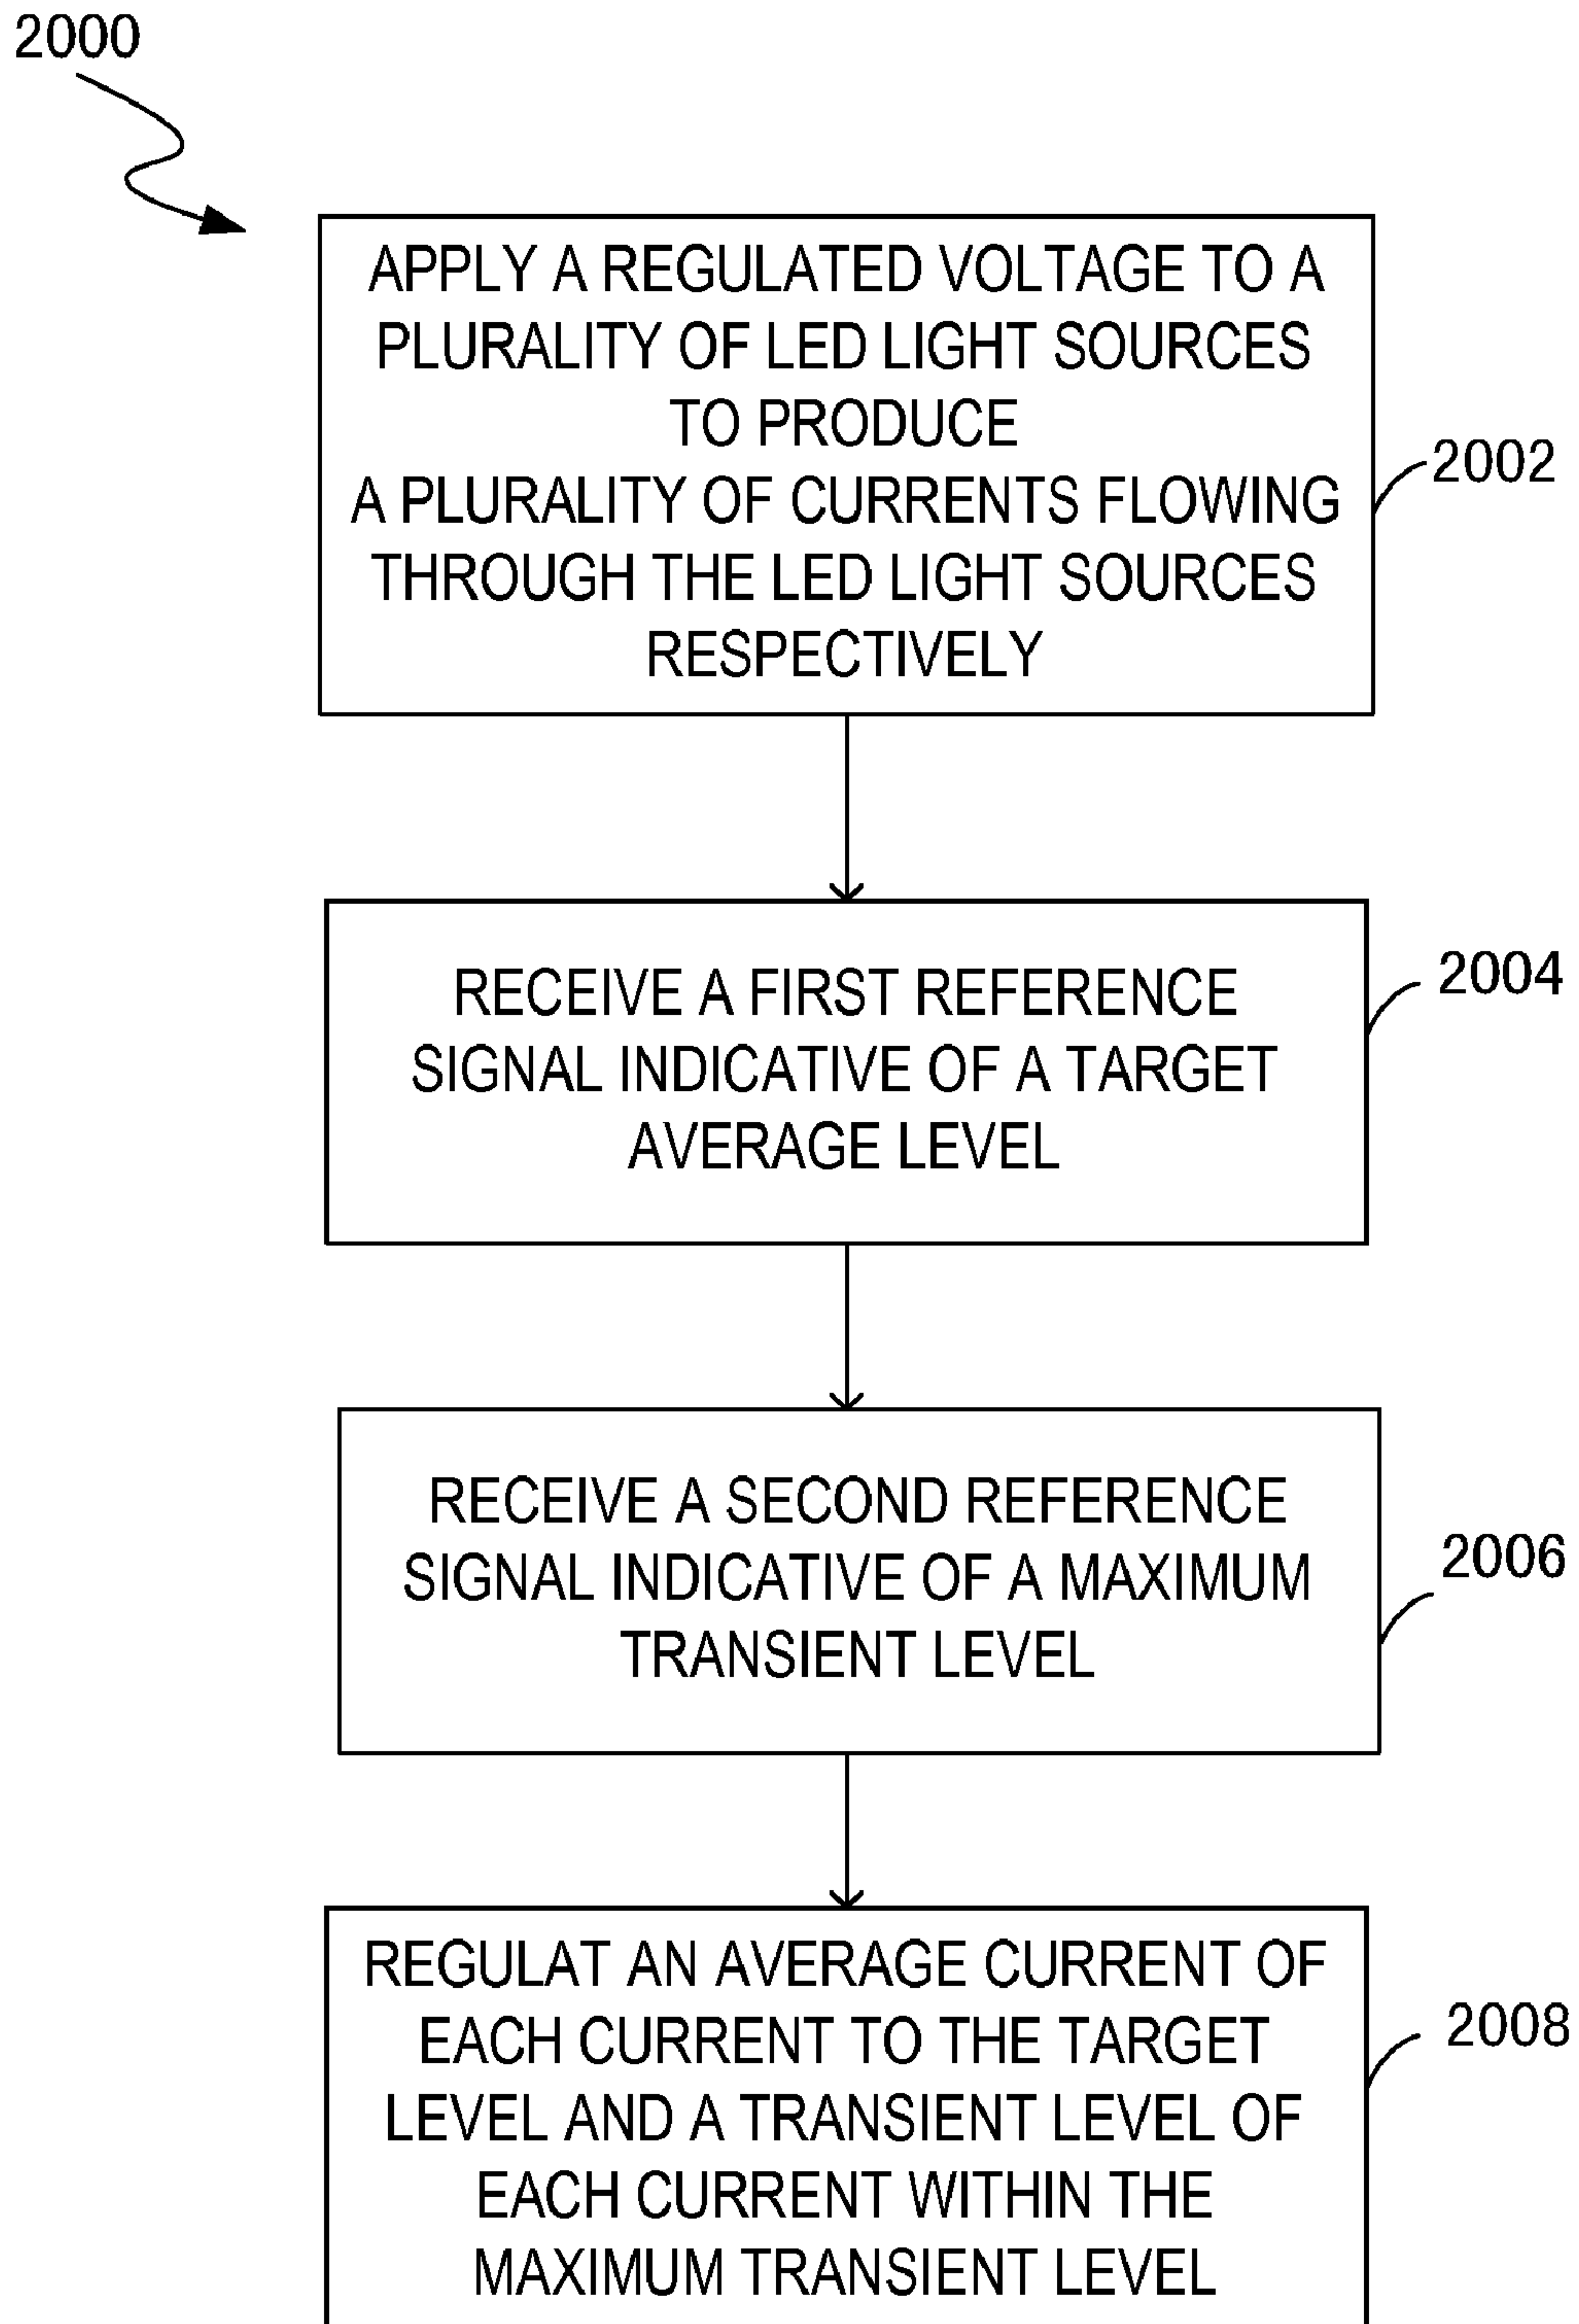 2000
APPLY A REGULATED VOLTAGE TO A
PLURALITY OF LED LIGHT SOURCES
TO PRODUCE
A PLURALITY OF CURRENTS FLOWING
THROUGH THE LED LIGHT SOURCES
RESPECTIVELY
2002
RECEIVE A FIRST REFERENCE
SIGNAL INDICATIVE OF A TARGET
AVERAGE LEVEL
2004
RECEIVE A SECOND REFERENCE
SIGNAL INDICATIVE OF A MAXIMUM
TRANSIENT LEVEL
2006
REGULAT AN AVERAGE CURRENT OF
EACH CURRENT TO THE TARGET
LEVEL AND A TRANSIENT LEVEL OF
EACH CURRENT WITHIN THE
MAXIMUM TRANSIENT LEVEL
2008